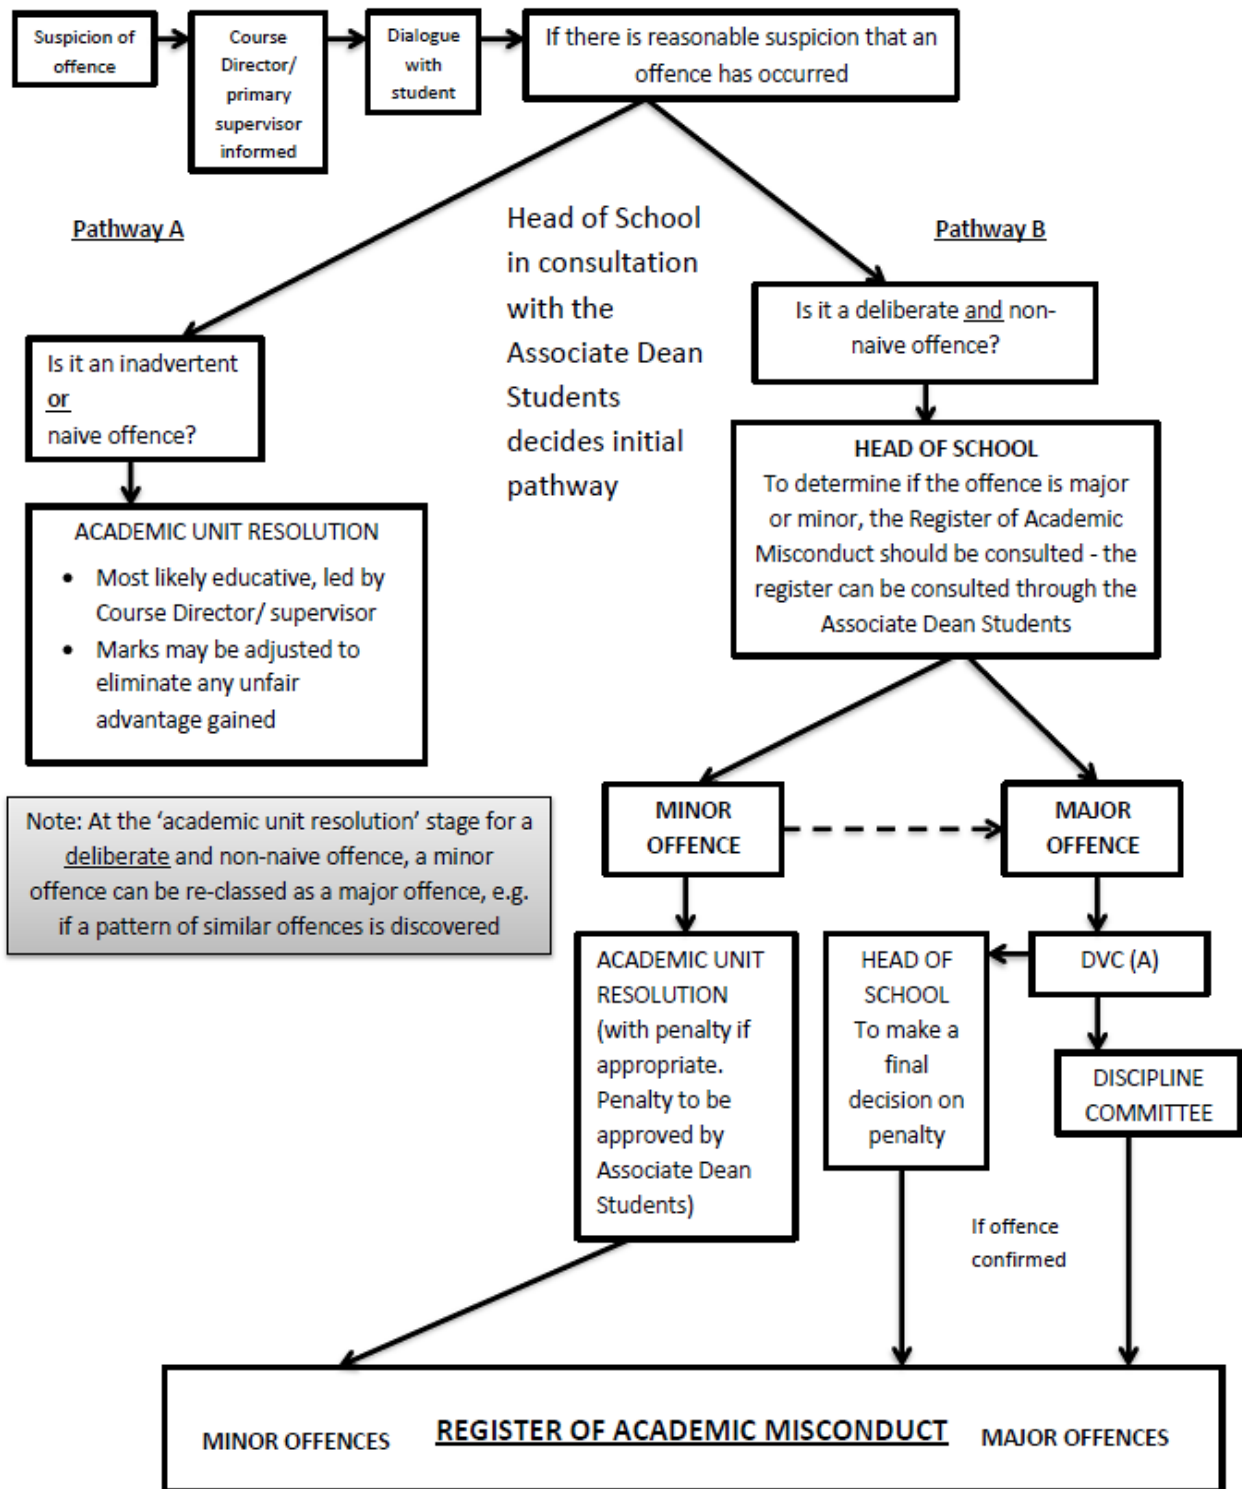 Suspicion of
offence
Course
Director/
primary
supervisor
informed
Dialogue
with
student
If there is reasonable suspicion that an
offence has occurred
Pathway A
Head of School
in consultation
with the
Associate Dean
Students
decides initial
pathway
Pathway B
Is it an inadvertent
or
naive offence?
Is it a deliberate and non-
naive offence?
ACADEMIC UNIT RESOLUTION
• Most likely educative, led by
Course Director/ supervisor
• Marks may be adjusted to
eliminate any unfair
advantage gained
HEAD OF SCHOOL
To determine if the offence is major
or minor, the Register of Academic
Misconduct should be consulted - the
register can be consulted through the
Associate Dean Students
Note: At the ‘academic unit resolution’ stage for a
deliberate and non-naive offence, a minor
offence can be re-classed as a major offence, e.g.
if a pattern of similar offences is discovered
MINOR
OFFENCE
MAJOR
OFFENCE
ACADEMIC UNIT
RESOLUTION
(with penalty if
appropriate.
Penalty to be
approved by
Associate Dean
Students)
HEAD OF
SCHOOL
To make a
final
decision on
penalty
DVC (A)
DISCIPLINE
COMMITTEE
If offence
confirmed
MINOR OFFENCES REGISTER OF ACADEMIC MISCONDUCT MAJOR OFFENCES